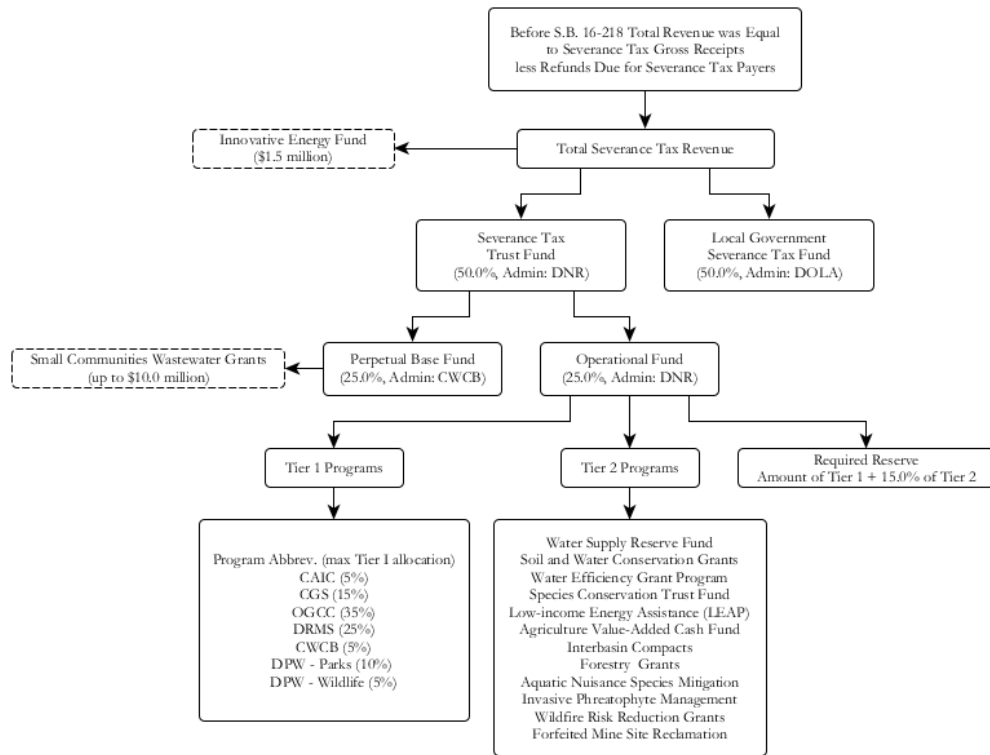 Before S.B. 16-218 Total Revenue was Equal
to Severance Tax Gross Receipts
less Refunds Due for Severance Tax Payers
Innovative Energy Fund
($1.5 million)
Total Severance Tax Revenue
Severance Tax
Trust Fund
(50.0%, Admin: DNR)
Local Government
Severance Tax Fund
(50.0%, Admin: DOLA)
Small Communities Wastewater Grants
(up to $10.0 million)
Perpetual Base Fund
(25.0%, Admin: CWCB)
Operational Fund
(25.0%, Admin: DNR)
Tier 1 Programs
Tier 2 Programs
Required Reserve
Amount of Tier 1 + 15.0% of Tier 2
Program Abbrev. (max Tier I allocation)
CAIC (5%)
CGS (15%)
OGCC (35%)
DRMS (25%)
CWCB (5%)
DPW - Parks (10%)
DPW - Wildlife (5%)
Water Supply Reserve Fund
Soil and Water Conservation Grants
Water Efficiency Grant Program
Species Conservation Trust Fund
Low-income Energy Assistance (LEAP)
Agriculture Value-Added Cash Fund
Interbasin Compacts
Forestry Grants
Aquatic Nuisance Species Mitigation
Invasive Phreatophyte Management
Wildfire Risk Reduction Grants
Forfeited Mine Site Reclamation